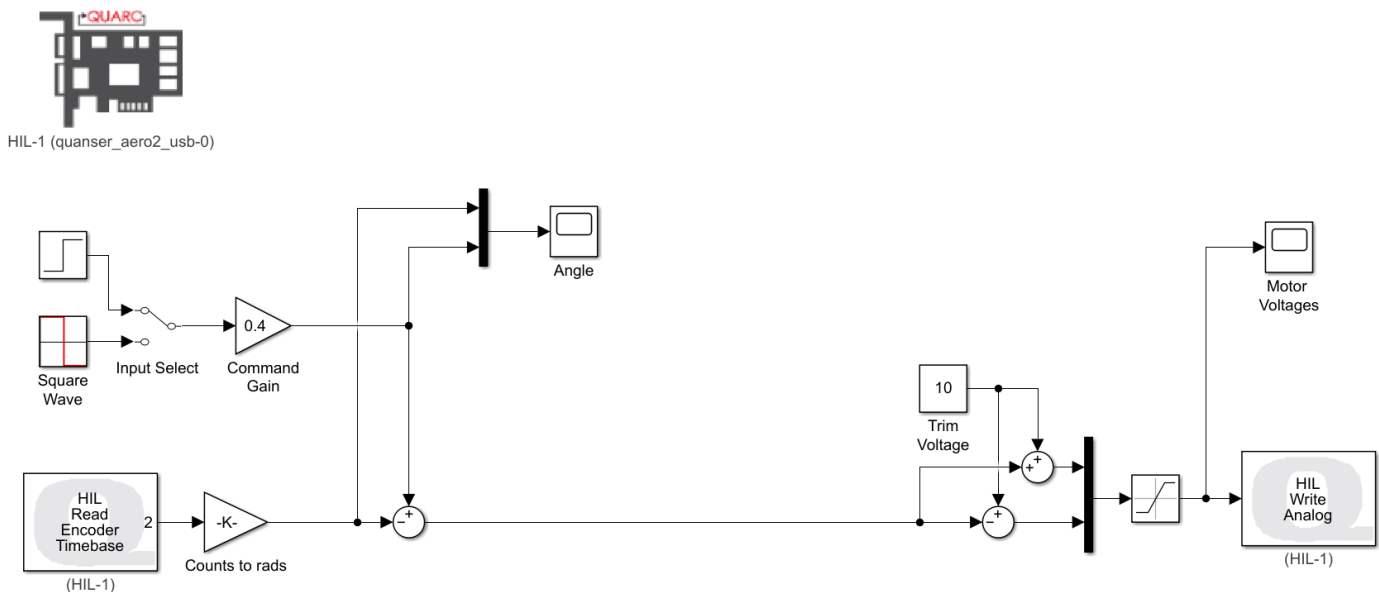 QUARC
HIL-1 (quanser_aero2_usb-0)
Angle
Motor
Voltages
0.4
Input Select
Command
Gain
Square
Wave
10
Trim
Voltage
+
+
HIL
Read
Encoder
Timebase
2
(HIL-1)
-K-
Counts to rads
+
−
+
−
HIL
Write
Analog
(HIL-1)